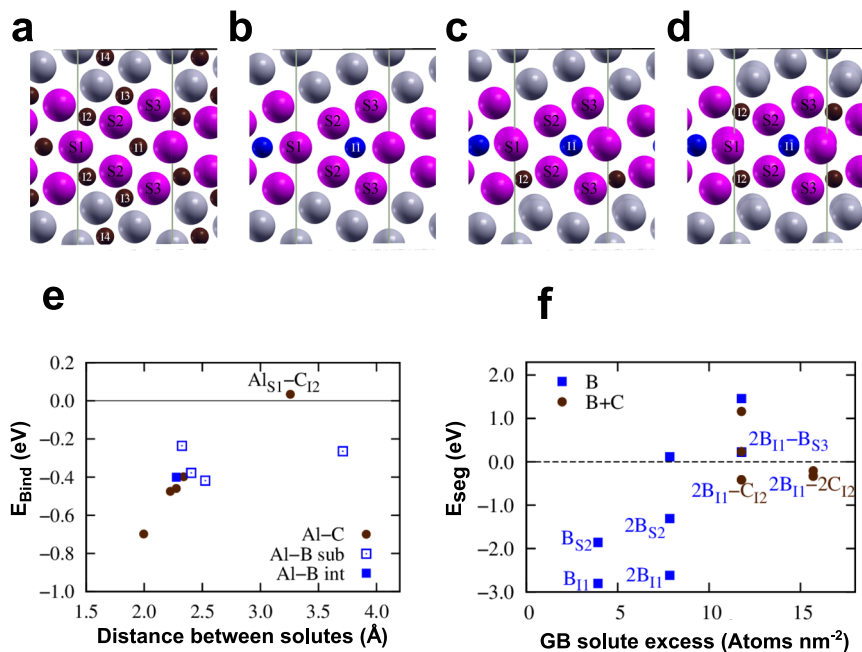 a
b
c
d
I4
I3
I2
S3
S2
S1
I1
I2
S2
S3
I3
I4
S3
S2
S1
I1
S2
S3
S3
S2
S1
I1
I2
S2
S3
S3
I2
S2
S1
I1
I2
S2
S3
e
0.2
0.0
−0.2
−0.4
−0.6
−0.8
−1.0
E_Bind (eV)
Al_S1−C_I2
Al−C
Al−B sub
Al−B int
1.5 2.0 2.5 3.0 3.5 4.0
Distance between solutes (Å)
f
2.0
1.0
0.0
−1.0
−2.0
−3.0
E_seg (eV)
B
B+C
2B_I1−B_S3
2B_I1−C_I2
2B_I1−2C_I2
B_S2
2B_S2
B_I1
2B_I1
0 5 10 15
GB solute excess (Atoms nm⁻²)